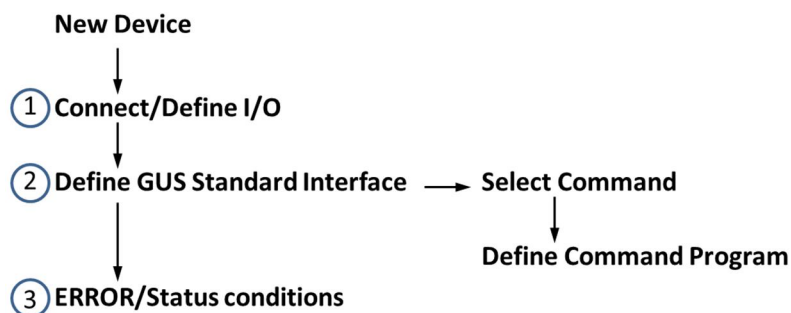 New Device
1 Connect/Define I/O
2 Define GUS Standard Interface
Select Command
Define Command Program
3 ERROR/Status conditions